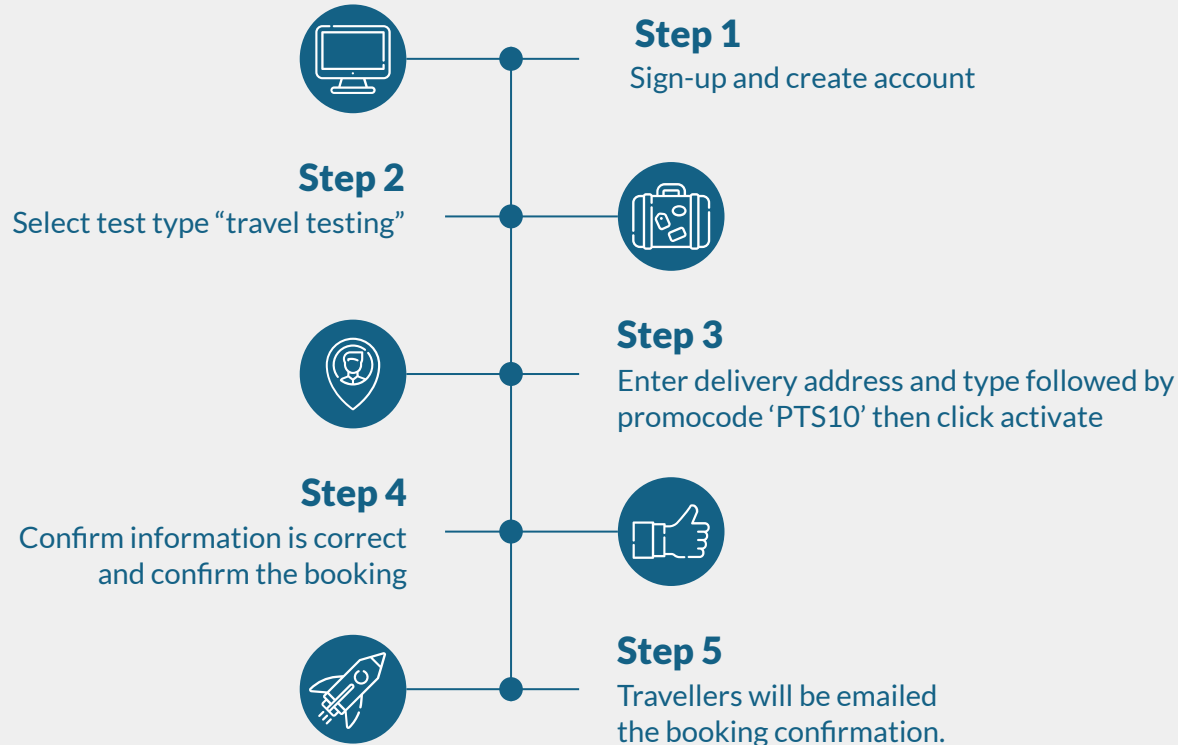 Step 1
Sign-up and create account
Step 2
Select test type “travel testing”
Step 3
Enter delivery address and type followed by
promocode ‘PTS10’ then click activate
Step 4
Confirm information is correct
and confirm the booking
Step 5
Travellers will be emailed
the booking confirmation.